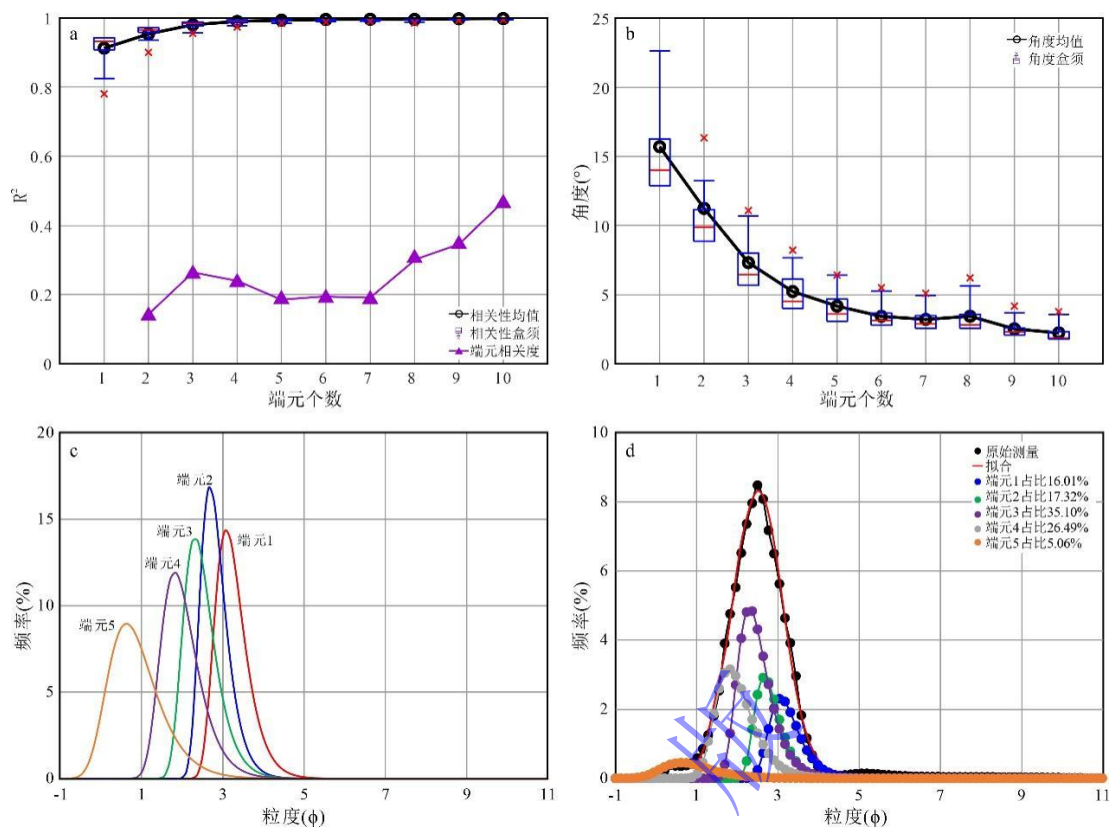 a
1
0.8
0.6
0.4
0.2
0
R²
1 2 3 4 5 6 7 8 9 10
端元个数
相关性均值
相关性盒须
端元相关度
b
25
20
15
10
5
0
角度(°)
1 2 3 4 5 6 7 8 9 10
端元个数
角度均值
角度盒须
c
20
15
10
5
0
频率(%)
端元2
端元3
端元1
端元4
端元5
-1 1 3 5 7 9 11
粒度(ϕ)
d
10
8
6
4
2
0
频率(%)
原始测量
拟合
端元1占比16.01%
端元2占比17.32%
端元3占比35.10%
端元4占比26.49%
端元5占比5.06%
-1 1 3 5 7 9 11
粒度(ϕ)